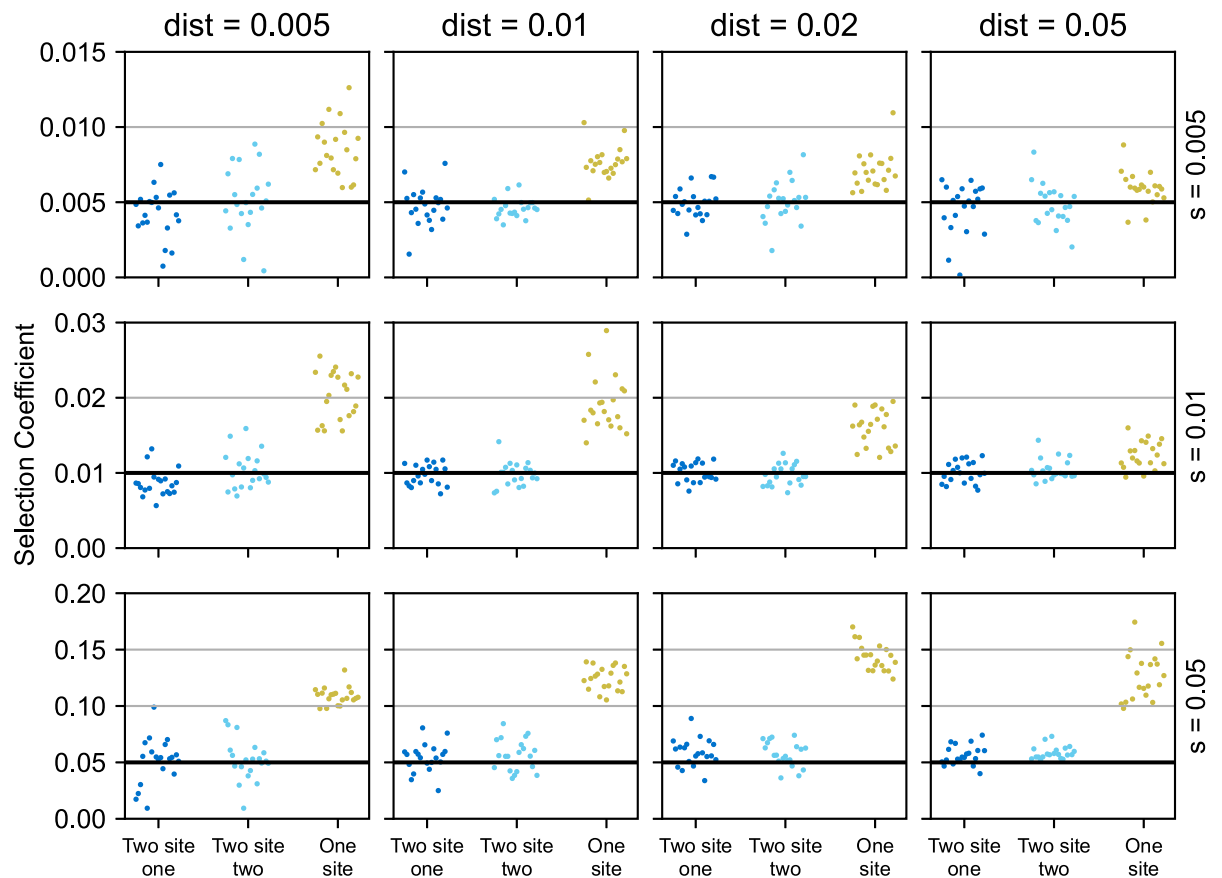 dist = 0.005 dist = 0.01 dist = 0.02 dist = 0.05
0.015
0.010
0.005
0.000
s = 0.005
0.03
0.02
0.01
0.00
s = 0.01
Selection Coefficient
0.20
0.15
0.10
0.05
0.00
s = 0.05
Two site one Two site two One site Two site one Two site two One site Two site one Two site two One site Two site one Two site two One site